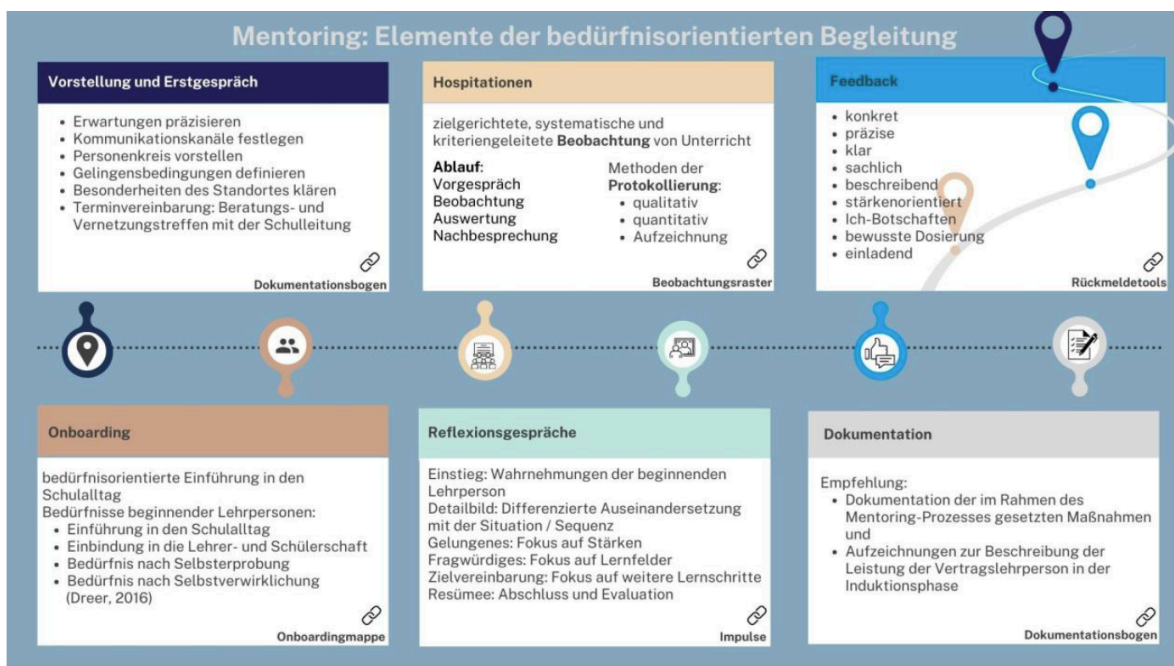 Mentoring: Elemente der bedürfnisorientierten Begleitung
Vorstellung und Erstgespräch
• Erwartungen präzisieren
• Kommunikationskanäle festlegen
• Personenkreis vorstellen
• Gelingensbedingungen definieren
• Besonderheiten des Standortes klären
• Terminvereinbarung: Beratungs- und
Vernetzungstreffen mit der Schulleitung
Dokumentationsbogen
Hospitationen
zielgerichtete, systematische und
kriteriengeleitete Beobachtung von Unterricht
Ablauf:
Vorgespräch
Beobachtung
Auswertung
Nachbesprechung
Methoden der
Protokollierung:
• qualitativ
• quantitativ
• Aufzeichnung
Beobachtungsraster
Feedback
• konkret
• präzise
• klar
• sachlich
• beschreibend
• stärkenorientiert
• Ich-Botschaften
• bewusste Dosierung
• einladend
Rückmeldetools
Onboarding
bedürfnisorientierte Einführung in den
Schulalltag
Bedürfnisse beginnender Lehrpersonen:
• Einführung in den Schulalltag
• Einbindung in die Lehrer- und Schülerschaft
• Bedürfnis nach Selbsterprobung
• Bedürfnis nach Selbstverwirklichung
(Dreer, 2016)
Onboardingmappe
Reflexionsgespräche
Einstieg: Wahrnehmungen der beginnenden
Lehrperson
Detailbild: Differenzierte Auseinandersetzung
mit der Situation / Sequenz
Gelungenes: Fokus auf Stärken
Fragwürdiges: Fokus auf Lernfelder
Zielvereinbarung: Fokus auf weitere Lernschritte
Resümee: Abschluss und Evaluation
Impulse
Dokumentation
Empfehlung:
• Dokumentation der im Rahmen des
Mentoring-Prozesses gesetzten Maßnahmen
und
• Aufzeichnungen zur Beschreibung der
Leistung der Vertragslehrperson in der
Induktionsphase
Dokumentationsbogen